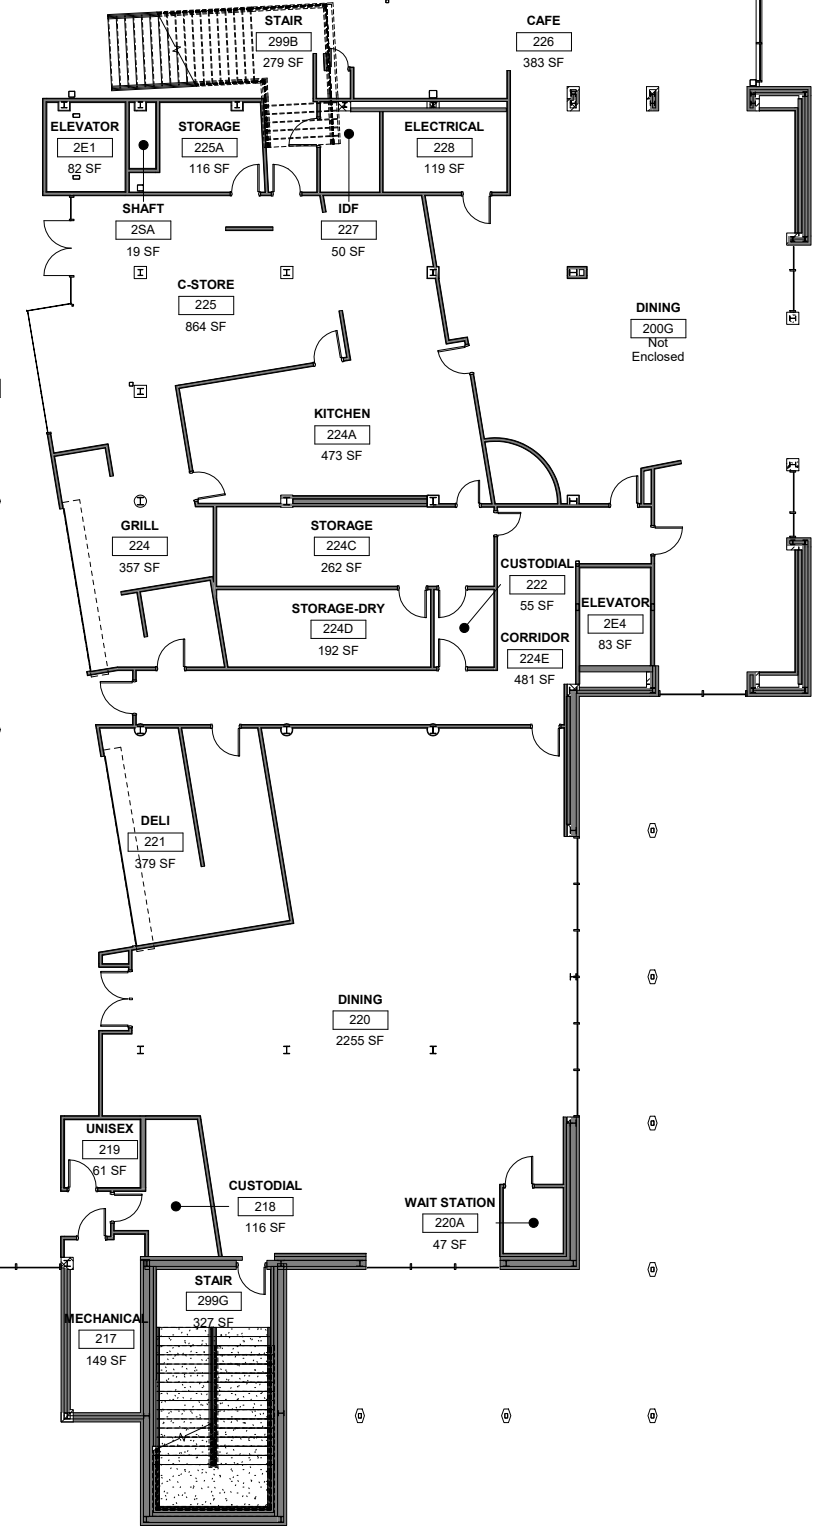 STAIR
299B
279 SF
CAFE
226
383 SF
ELEVATOR
2E1
82 SF
STORAGE
225A
116 SF
ELECTRICAL
228
119 SF
SHAFT
2SA
19 SF
IDF
227
50 SF
C-STORE
225
864 SF
DINING
200G
Not
Enclosed
KITCHEN
224A
473 SF
GRILL
224
357 SF
STORAGE
224C
262 SF
CUSTODIAL
222
55 SF
STORAGE-DRY
224D
192 SF
ELEVATOR
2E4
83 SF
CORRIDOR
224E
481 SF
DELI
221
379 SF
DINING
220
2255 SF
UNISEX
219
61 SF
CUSTODIAL
218
116 SF
WAIT STATION
220A
47 SF
STAIR
299G
327 SF
MECHANICAL
217
149 SF